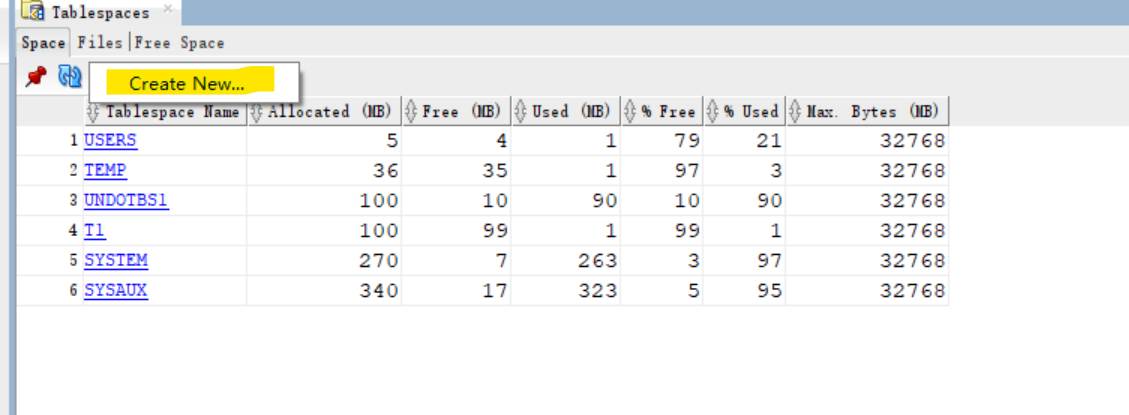 Tablespaces
Space Files Free Space
Create New...
Tablespace Name Allocated (MB) Free (MB) Used (MB) % Free % Used Max. Bytes (MB)
1 USERS 5 4 1 79 21 32768
2 TEMP 36 35 1 97 3 32768
3 UNDOTBS1 100 10 90 10 90 32768
4 T1 100 99 1 99 1 32768
5 SYSTEM 270 7 263 3 97 32768
6 SYSAUX 340 17 323 5 95 32768